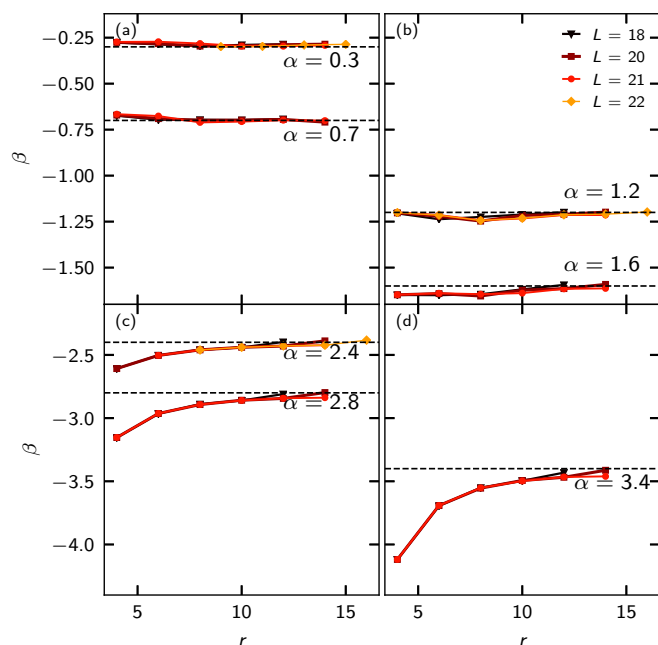 (a)
−0.25
α = 0.3
−0.50
α = 0.7
−0.75
β
−1.00
−1.25
−1.50
(b)
L = 18
L = 20
L = 21
L = 22
α = 1.2
α = 1.6
(c)
α = 2.4
−2.5
α = 2.8
−3.0
β
−3.5
−4.0
5
10
15
r
(d)
α = 3.4
5
10
15
r